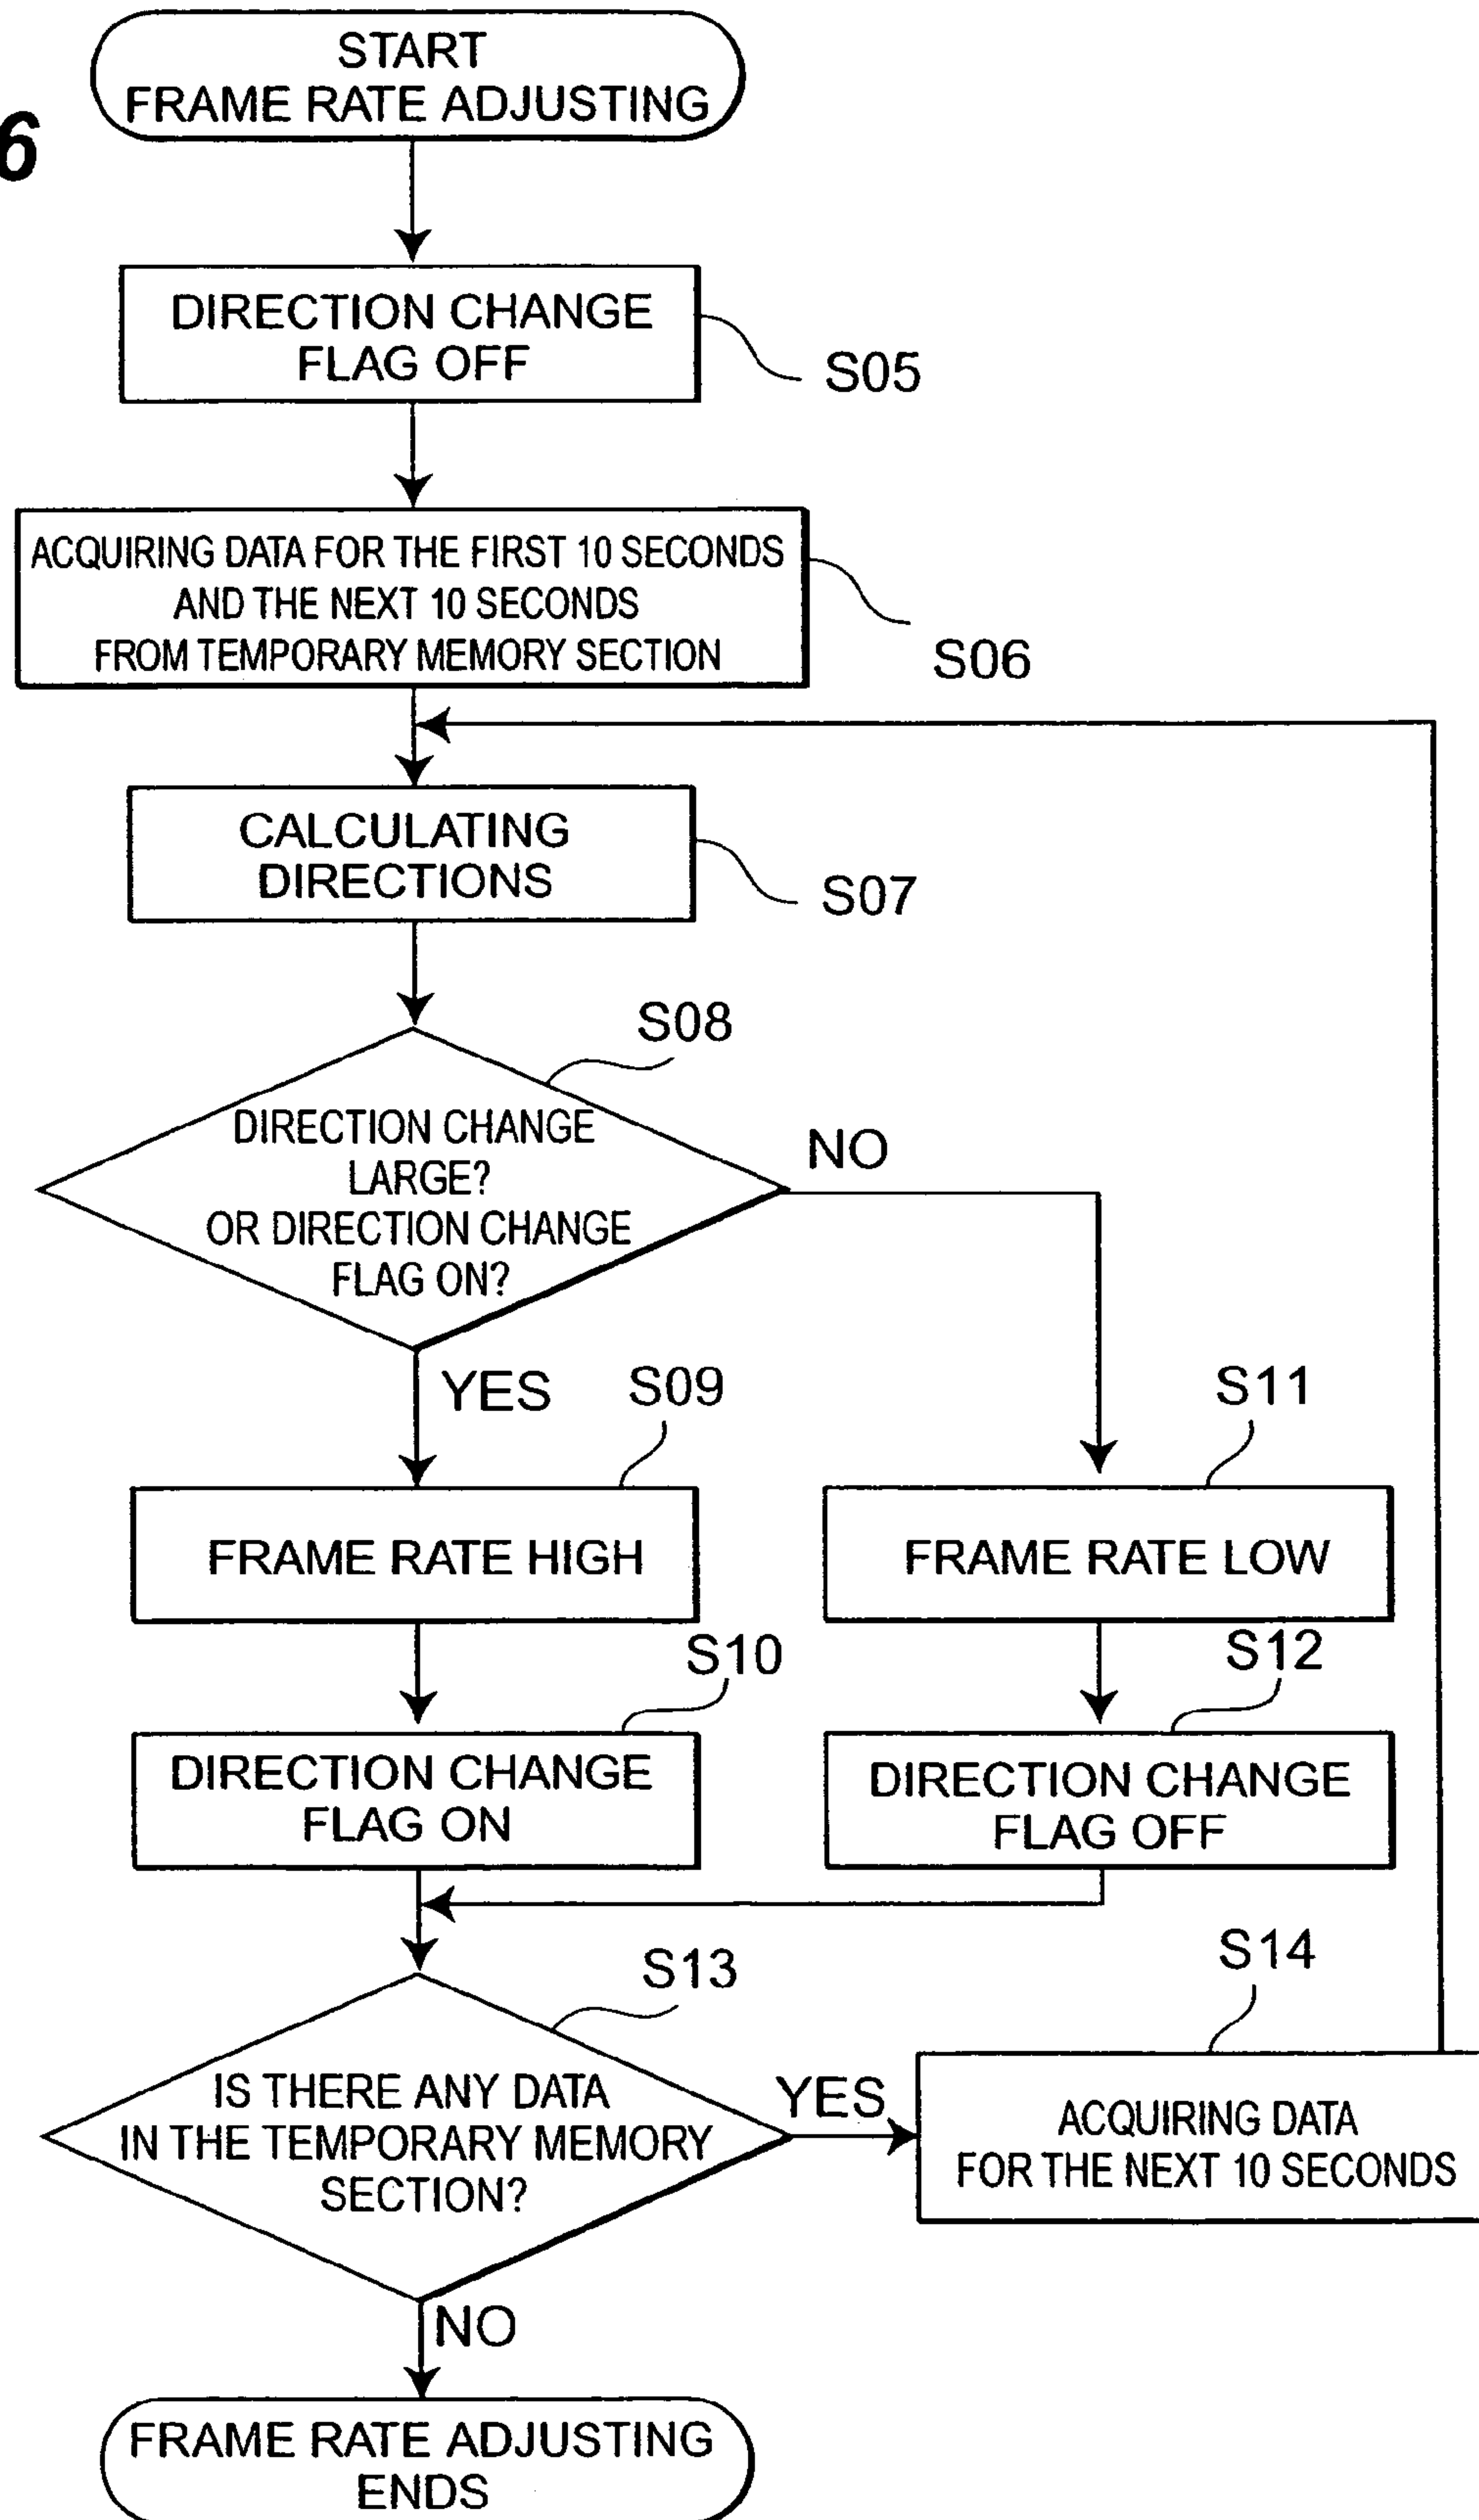 START
FRAME RATE ADJUSTING
6
DIRECTION CHANGE
FLAG OFF
S05
ACQUIRING DATA FOR THE FIRST 10 SECONDS
AND THE NEXT 10 SECONDS
FROM TEMPORARY MEMORY SECTION
S06
CALCULATING
DIRECTIONS
S07
S08
DIRECTION CHANGE
LARGE?
OR DIRECTION CHANGE
FLAG ON?
NO
YES
S09
S11
FRAME RATE HIGH
FRAME RATE LOW
S10
S12
DIRECTION CHANGE
FLAG ON
DIRECTION CHANGE
FLAG OFF
S13
S14
IS THERE ANY DATA
IN THE TEMPORARY MEMORY
SECTION?
YES
ACQUIRING DATA
FOR THE NEXT 10 SECONDS
NO
FRAME RATE ADJUSTING
ENDS